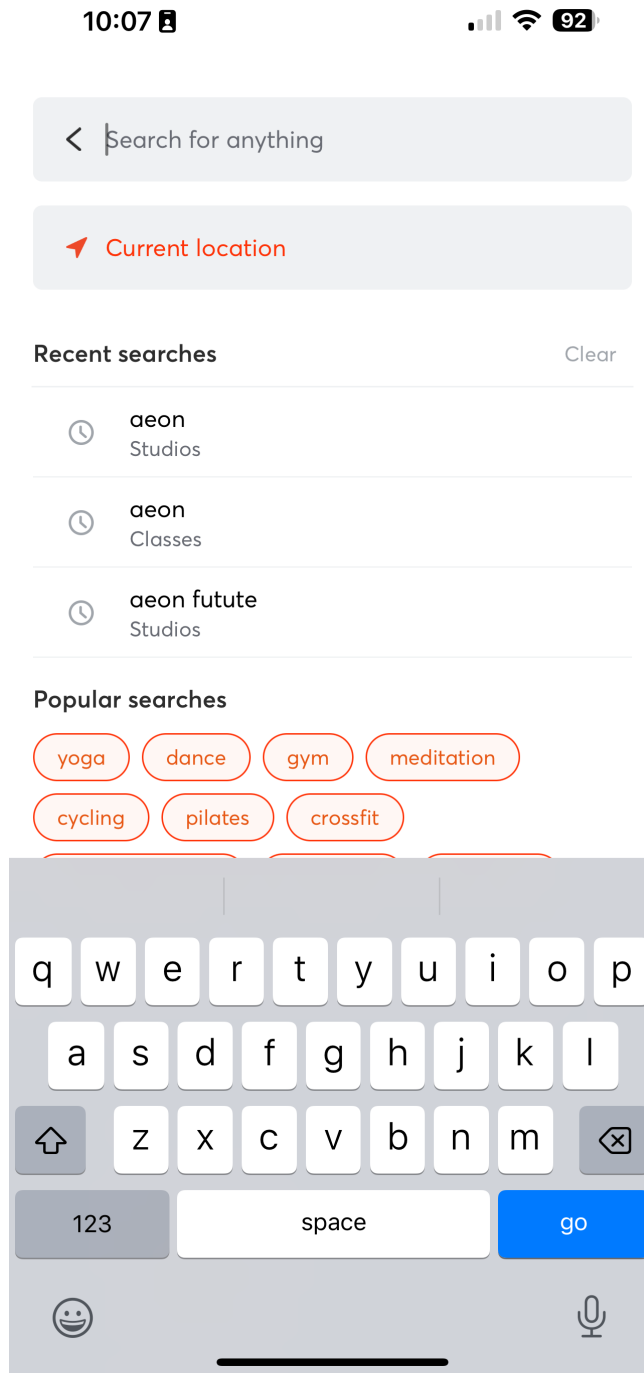 10:07
92
Search for anything
Current location
Recent searches Clear
aeon
Studios
aeon
Classes
aeon futute
Studios
Popular searches
yoga dance gym meditation
cycling pilates crossfit
q w e r t y u i o p
a s d f g h j k l
z x c v b n m
123 space go